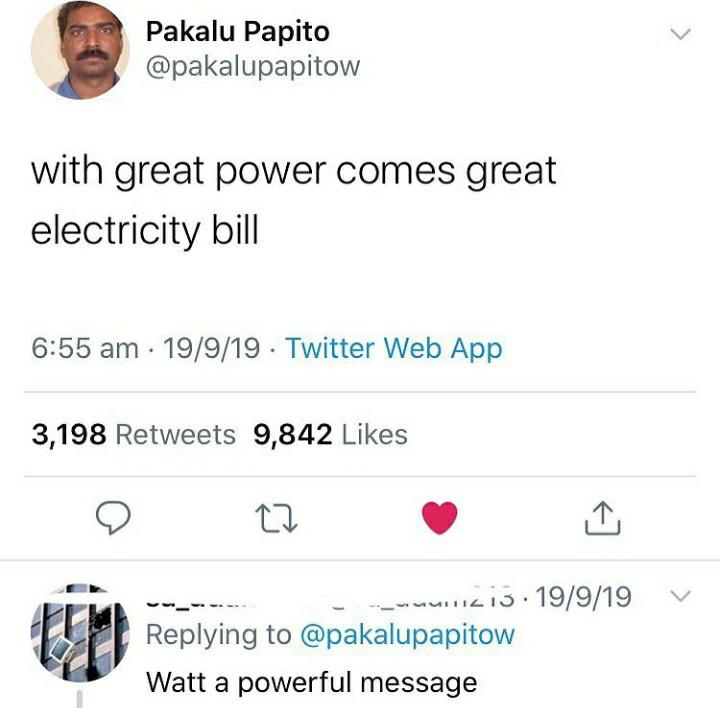 Pakalu Papito
@pakalupapitow
with great power comes great
electricity bill
6:55 am · 19/9/19 · Twitter Web App
3,198 Retweets 9,842 Likes
· 19/9/19
Replying to @pakalupapitow
Watt a powerful message